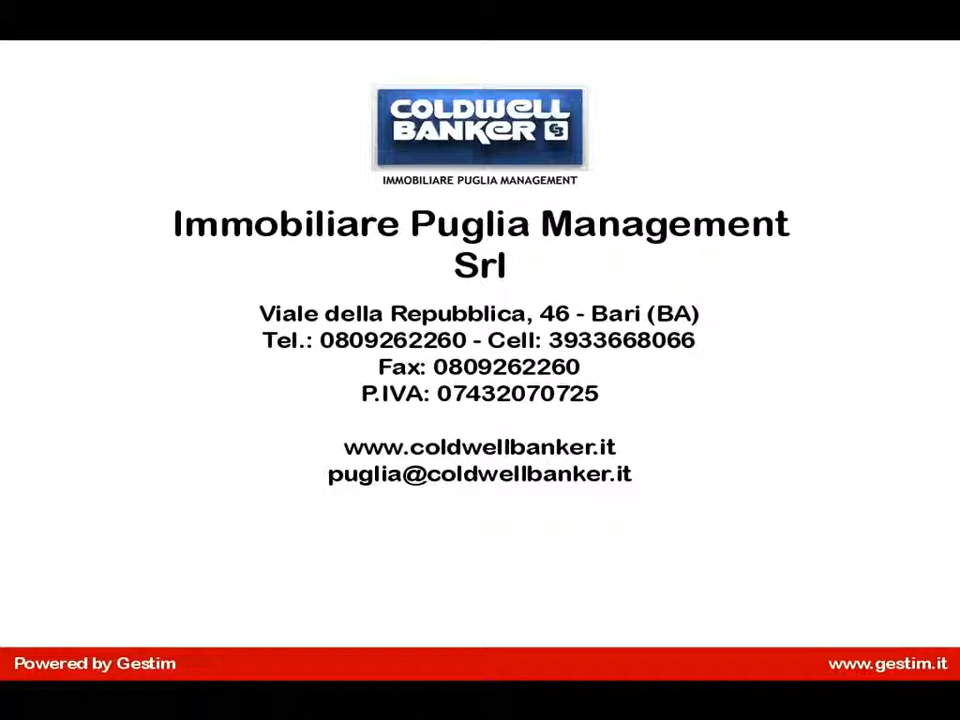 COLDWELL
BANKER CB
IMMOBILIARE PUGLIA MANAGEMENT
Immobiliare Puglia Management
Srl
Viale della Repubblica, 46 - Bari (BA)
Tel.: 0809262260 - Cell: 3933668066
Fax: 0809262260
P.IVA: 07432070725
www.coldwellbanker.it
puglia@coldwellbanker.it
Powered by Gestim
www.gestim.it